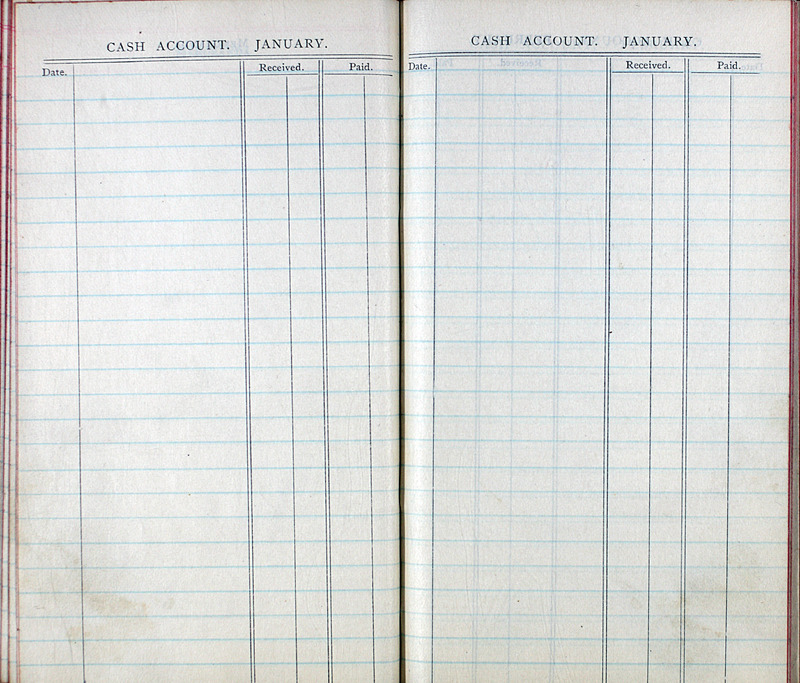 CASH ACCOUNT. JANUARY.
Date. Received. Paid.
CASH ACCOUNT. JANUARY.
Date. Received. Paid.